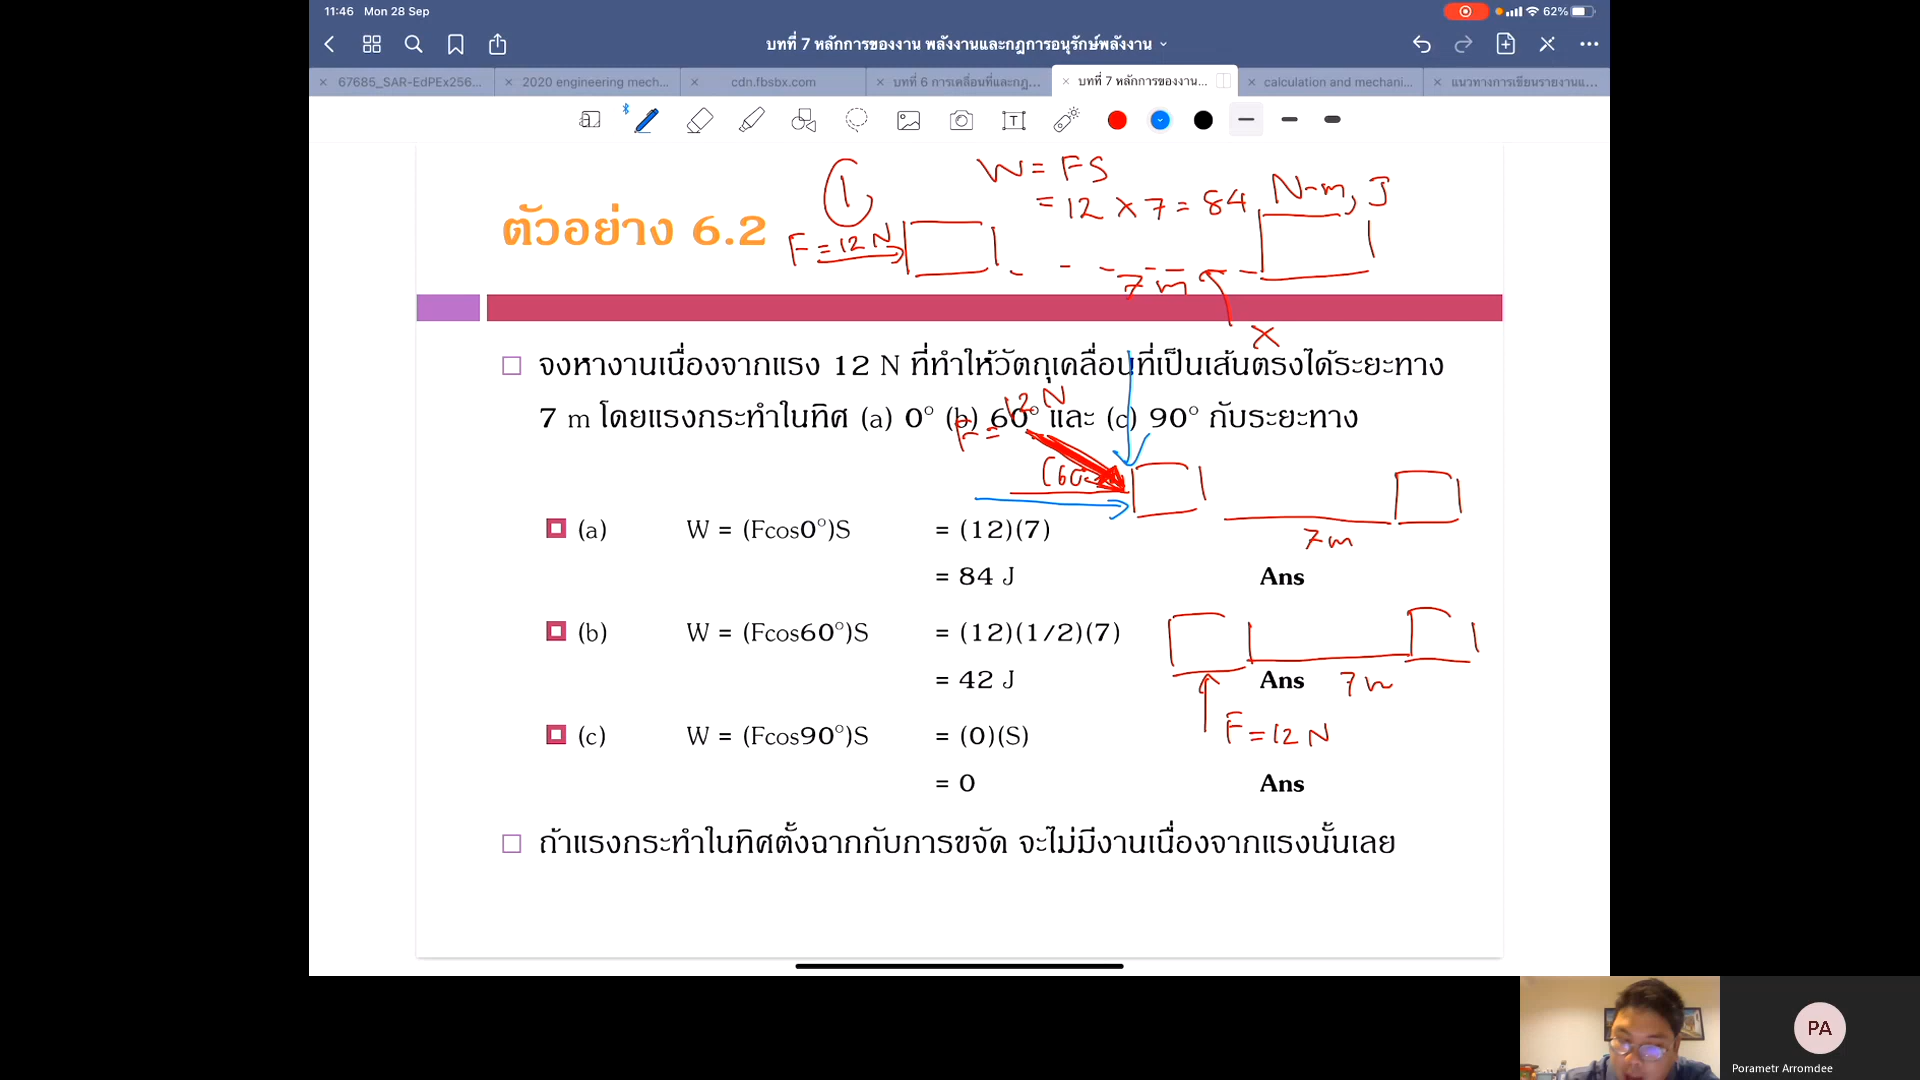 11:46 Mon 28 Sep
62%
บทที่ 7 หลักการของงาน พลังงานและกฎการอนุรักษ์พลังงาน
67685_SAR-EdPEx256...
2020 engineering mech...
cdn.fbsbx.com
บทที่ 6 การเคลื่อนที่และกฎ...
บทที่ 7 หลักการของงาน...
calculation and mechani...
แนวทางการเขียนรายงานแ...
W = FS
= 12 x 7 = 84 N-m, J
1
ตัวอย่าง 6.2
F = 12 N
7 m
x
จงหางานเนื่องจากแรง 12 N ที่ทำให้วัตถุเคลื่อนที่เป็นเส้นตรงได้ระยะทาง
7 m โดยแรงกระทำในทิศ (a) 0° (b) 60° และ (c) 90° กับระยะทาง
F = 12 N
60
7 m
(a) W = (Fcos0°)S = (12)(7)
= 84 J Ans
(b) W = (Fcos60°)S = (12)(1/2)(7)
= 42 J Ans
7 m
F = 12 N
(c) W = (Fcos90°)S = (0)(S)
= 0 Ans
ถ้าแรงกระทำในทิศตั้งฉากกับการขจัด จะไม่มีงานเนื่องจากแรงนั้นเลย
PA
Porametr Arromdee